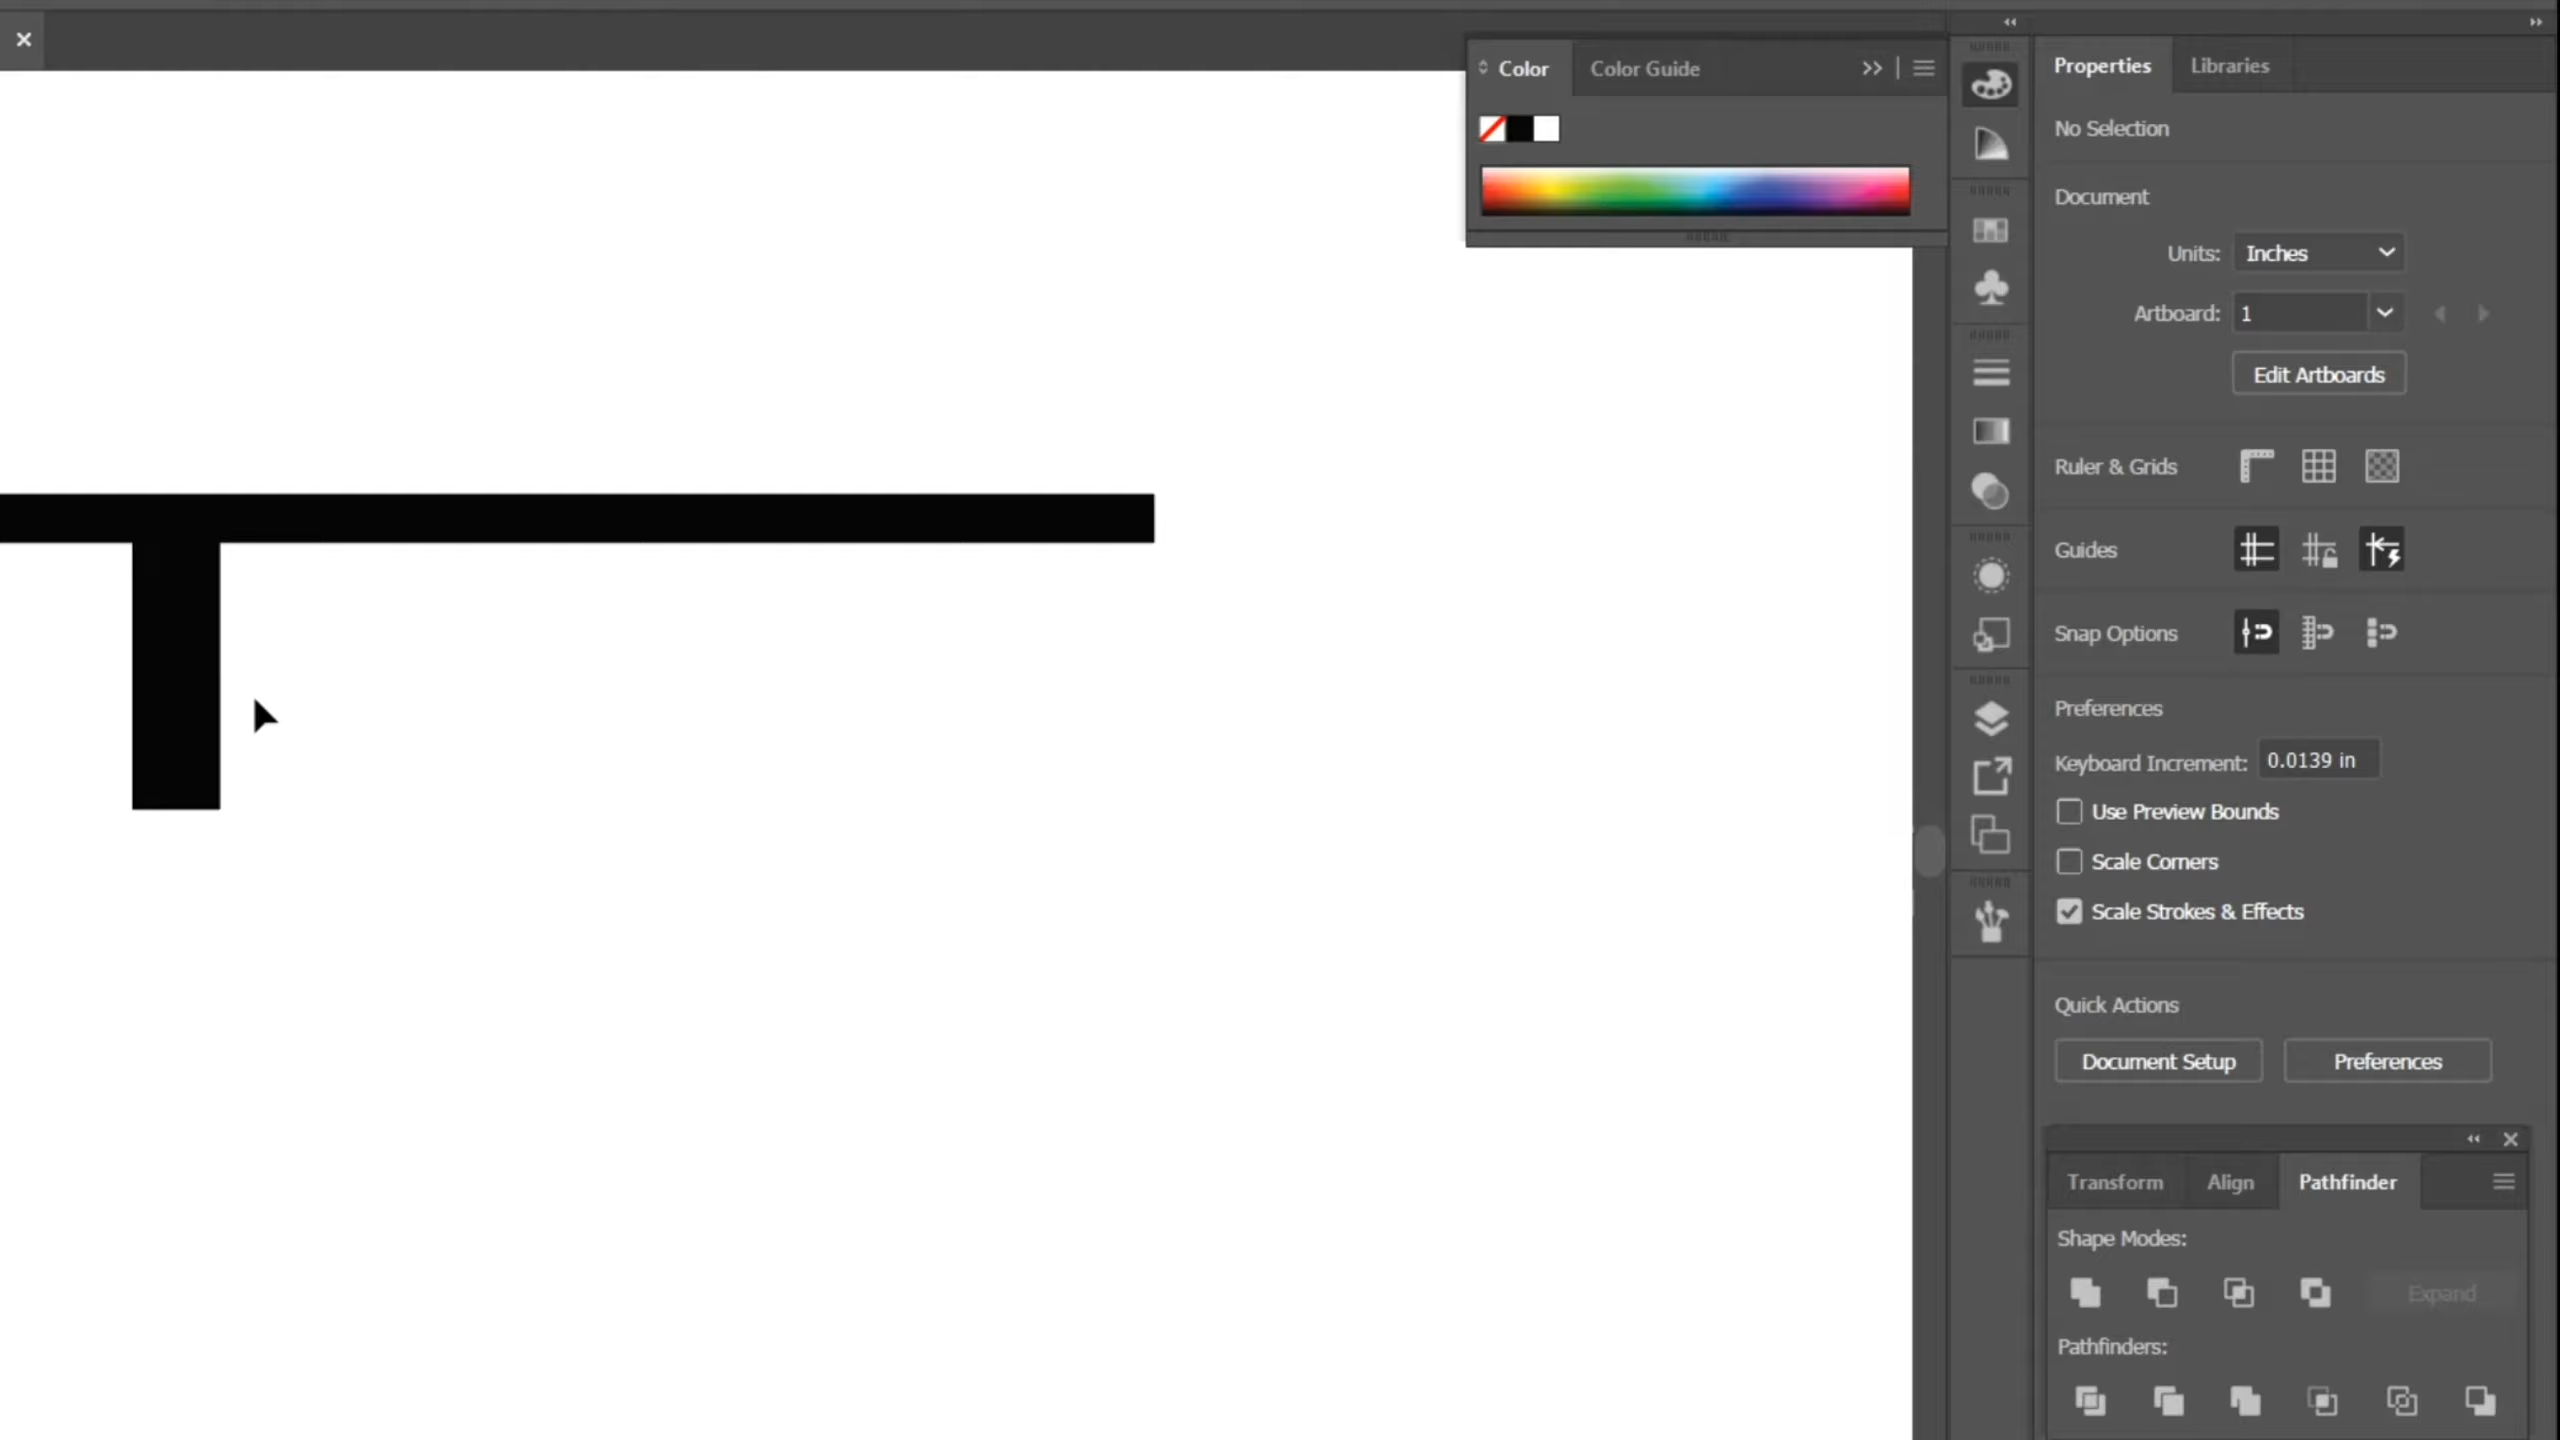 Color
Color Guide
Properties
Libraries
No Selection
Document
Units: Inches
Artboard: 1
Edit Artboards
Ruler & Grids
Guides
Snap Options
Preferences
Keyboard Increment: 0.0139 in
Use Preview Bounds
Scale Corners
Scale Strokes & Effects
Quick Actions
Document Setup
Preferences
Transform
Align
Pathfinder
Shape Modes:
Expand
Pathfinders: